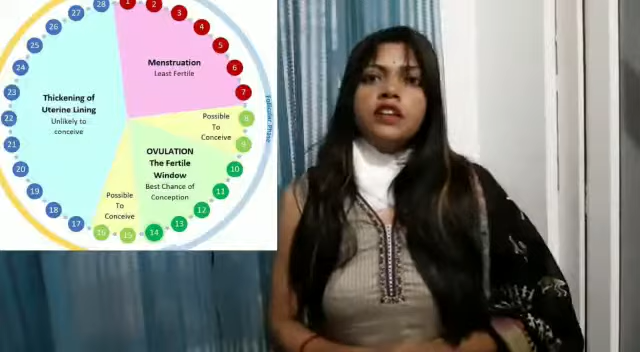 28
1
2
3
4
5
6
7
8
9
10
11
12
13
14
15
16
17
18
19
20
21
22
23
24
25
26
27
Menstruation
Least Fertile
Possible
To
Conceive
OVULATION
The Fertile
Window
Best Chance of
Conception
Possible
To
Conceive
Thickening of
Uterine Lining
Unlikely to
conceive
Follicular Phase